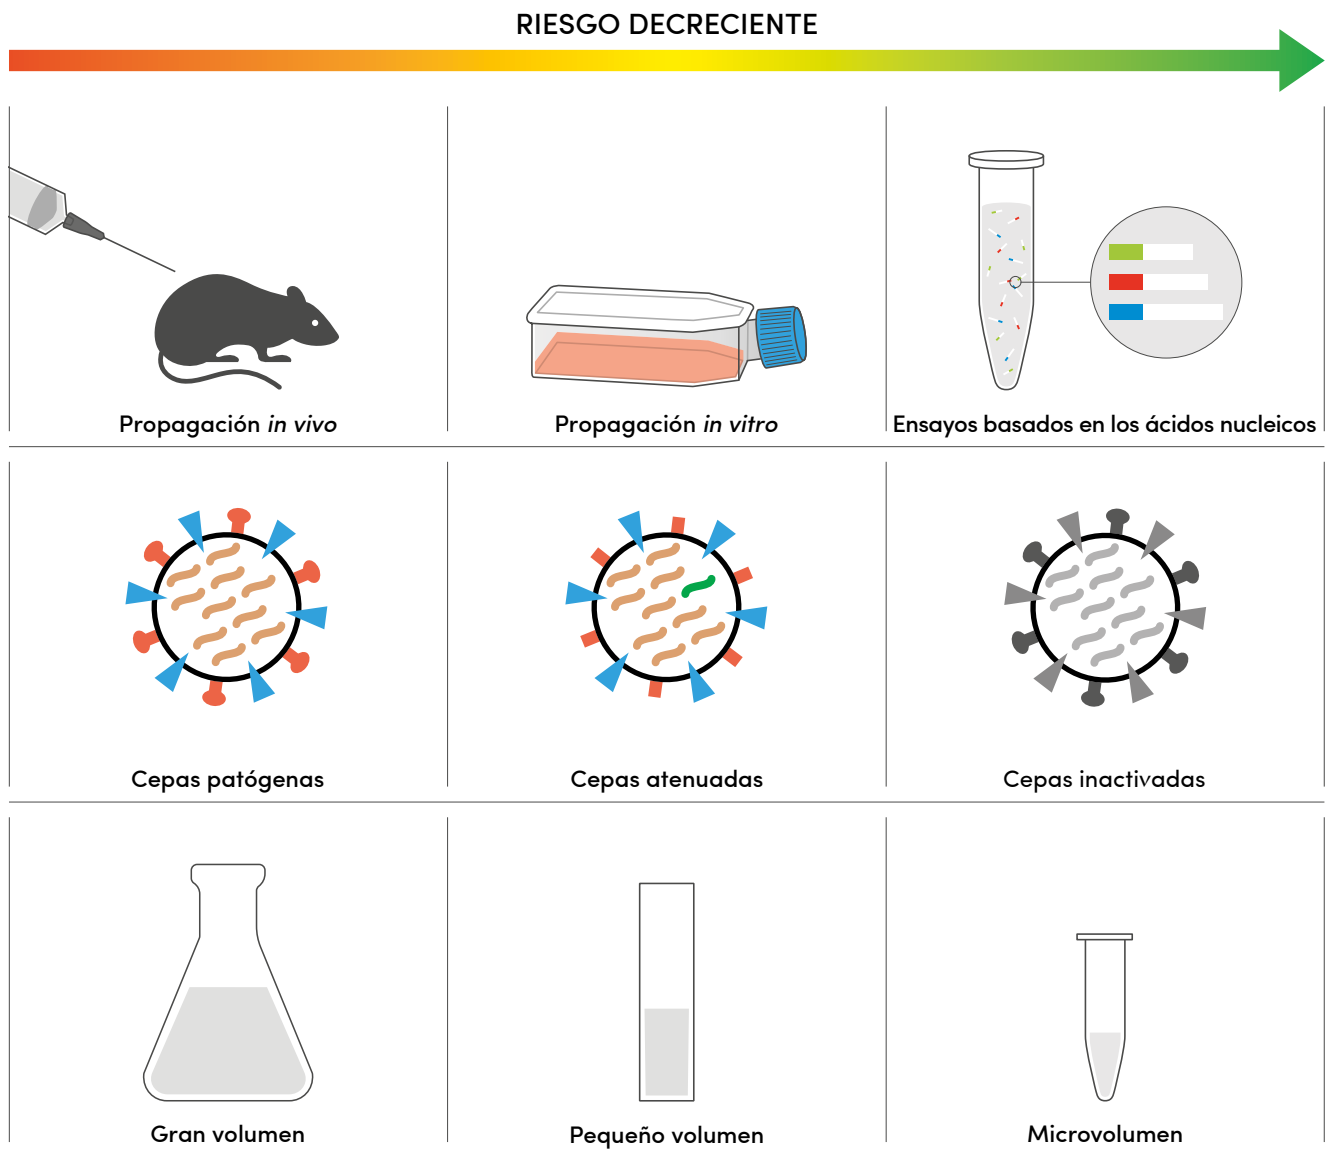 RIESGO DECRECIENTE
Propagación in vivo
Propagación in vitro
Ensayos basados en los ácidos nucleicos
Cepas patógenas
Cepas atenuadas
Cepas inactivadas
Gran volumen
Pequeño volumen
Microvolumen